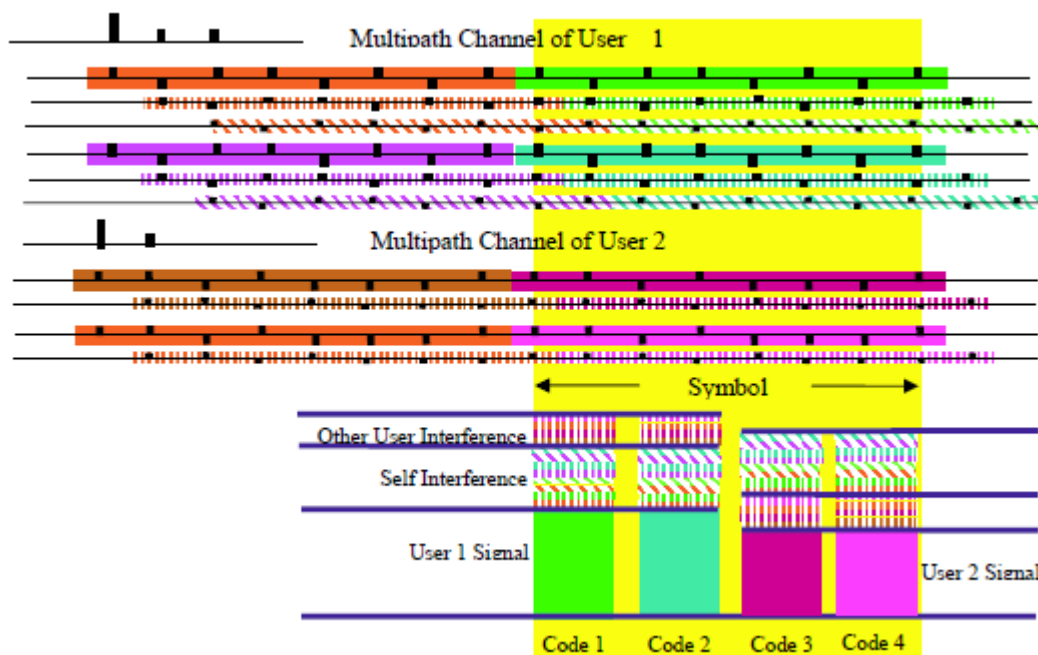 Multipath Channel of User 1
Multipath Channel of User 2
Symbol
Other User Interference
Self Interference
User 1 Signal
User 2 Signal
Code 1 Code 2 Code 3 Code 4